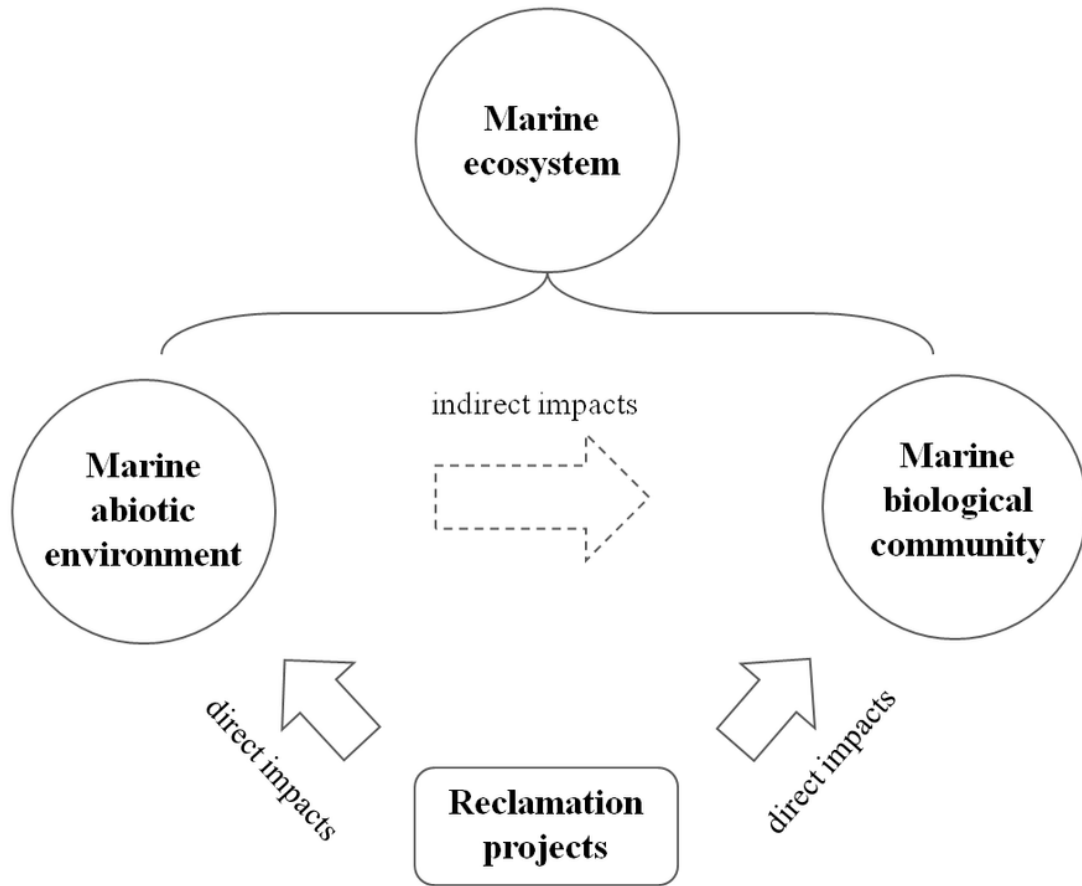 Marine
ecosystem
indirect impacts
Marine
abiotic
environment
Marine
biological
community
direct impacts
direct impacts
Reclamation
projects